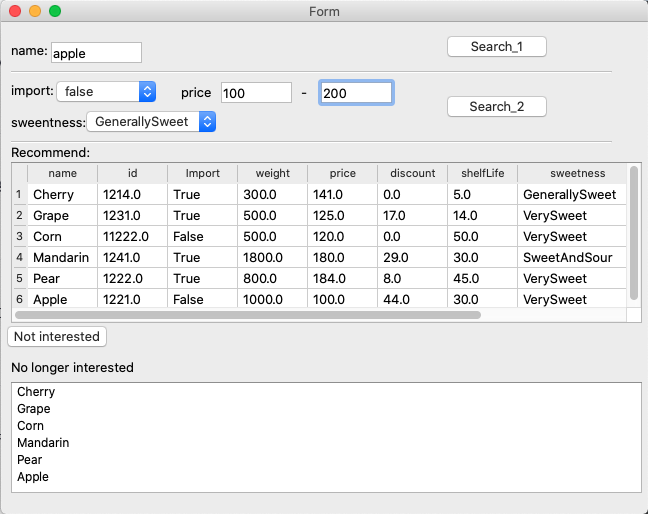 Form
name: apple Search_1
import: false price 100 - 200
Search_2
sweentness: GenerallySweet
Recommend:
name id Import weight price discount shelfLife sweetness
1 Cherry 1214.0 True 300.0 141.0 0.0 5.0 GenerallySweet
2 Grape 1231.0 True 500.0 125.0 17.0 14.0 VerySweet
3 Corn 11222.0 False 500.0 120.0 0.0 50.0 VerySweet
4 Mandarin 1241.0 True 1800.0 180.0 29.0 30.0 SweetAndSour
5 Pear 1222.0 True 800.0 184.0 8.0 45.0 VerySweet
6 Apple 1221.0 False 1000.0 100.0 44.0 30.0 VerySweet
Not interested
No longer interested
Cherry
Grape
Corn
Mandarin
Pear
Apple